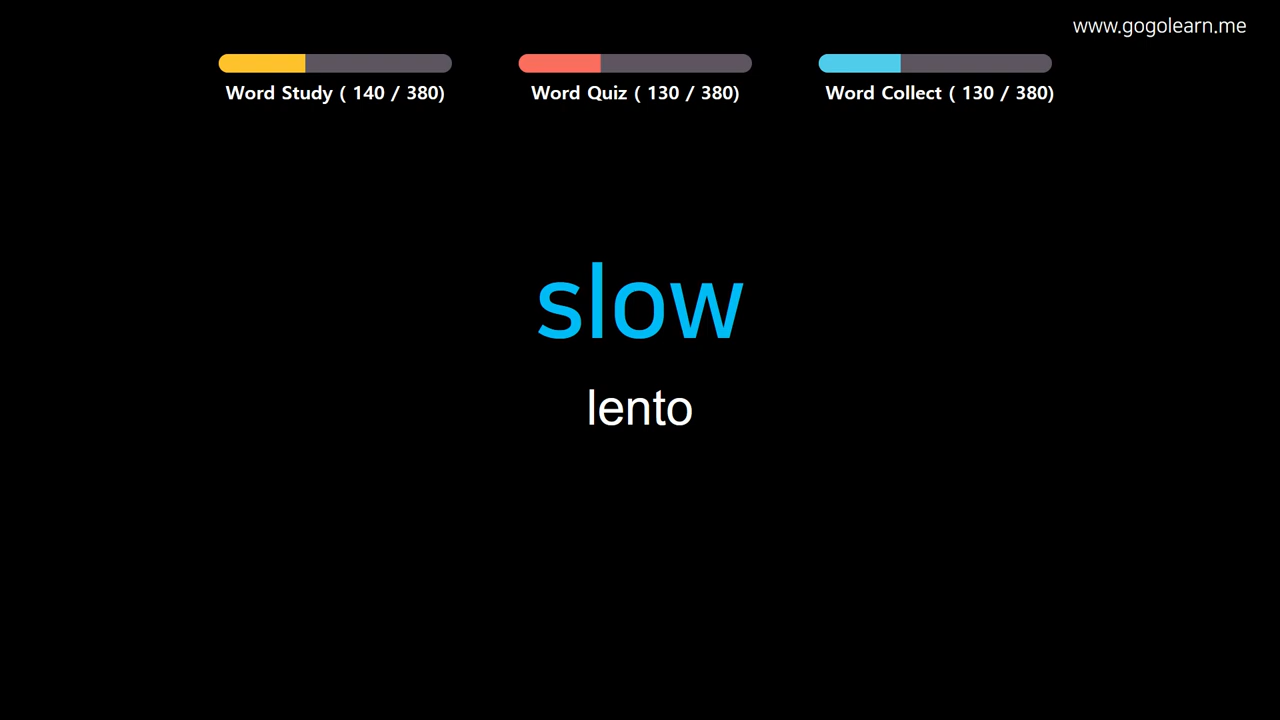 www.gogolearn.me
Word Study ( 140 / 380)
Word Quiz ( 130 / 380)
Word Collect ( 130 / 380)
slow
lento